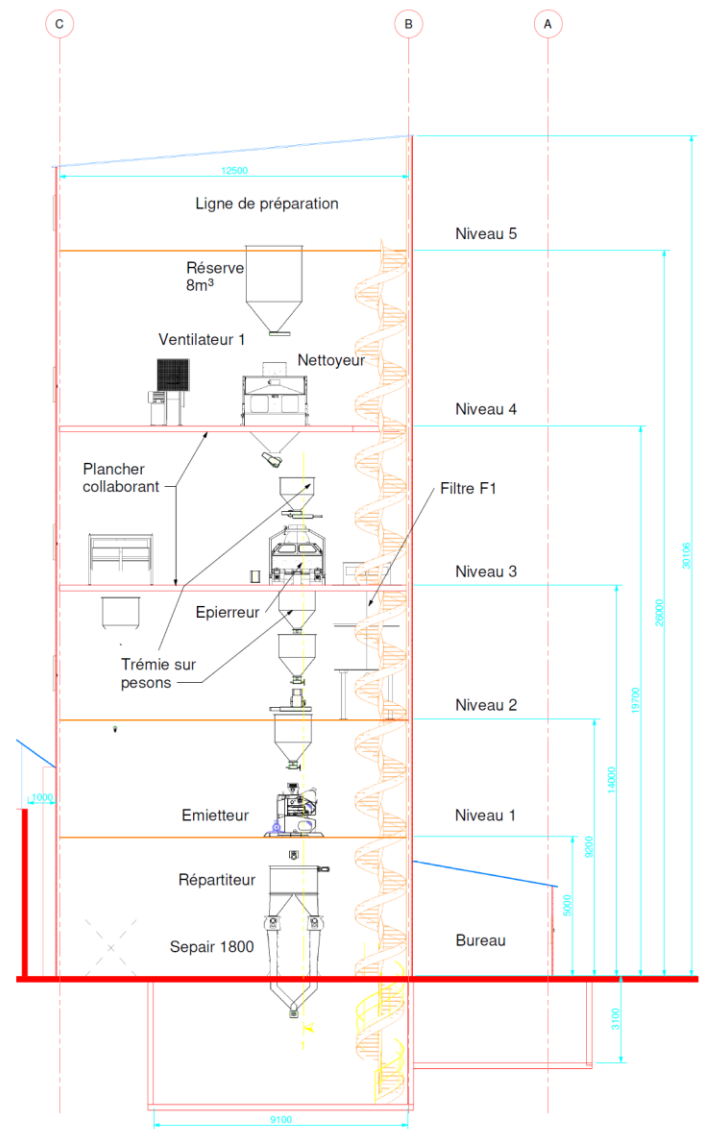 C
B
A
12500
Ligne de préparation
Niveau 5
Réserve
8m³
Ventilateur 1
Nettoyeur
Niveau 4
Plancher
collaborant
Filtre F1
30106
26000
Niveau 3
Epierreur
Trémie sur
pesons
19700
Niveau 2
14000
1000
Emietteur
Niveau 1
9200
Répartiteur
5000
Sepair 1800
Bureau
3100
9100